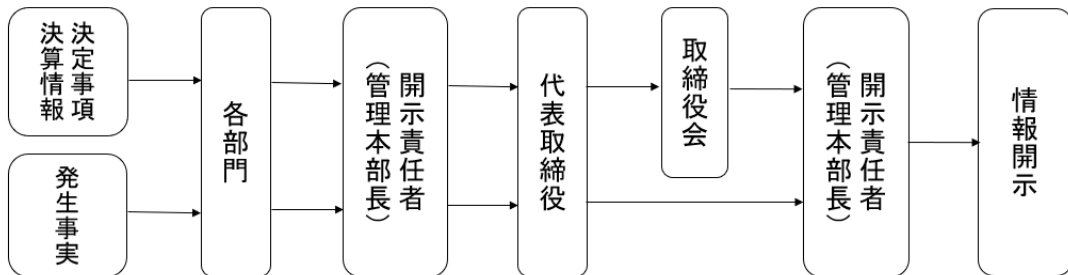 決定事項
決算情報
発生事実
各部門
開示責任者
（管理本部長）
代表取締役
取締役会
開示責任者
（管理本部長）
情報開示